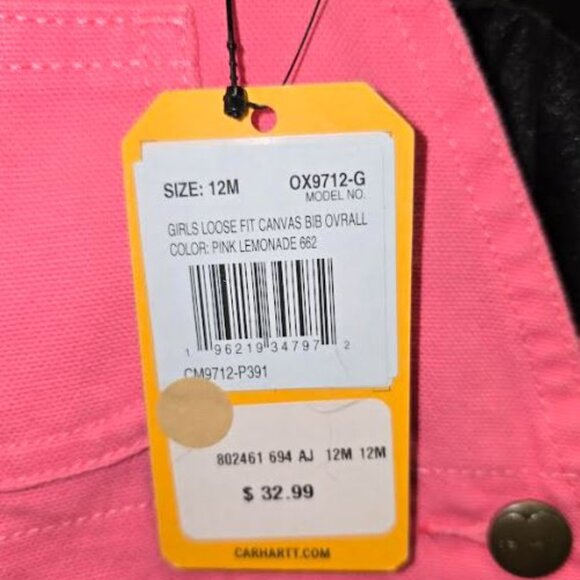 SIZE: 12M OX9712-G
MODEL NO.
GIRLS LOOSE FIT CANVAS BIB OVRALL
COLOR: PINK LEMONADE 662
1 96219 34797 2
CM9712-P391
802461 694 AJ 12M 12M
$ 32.99
CARHARTT.COM